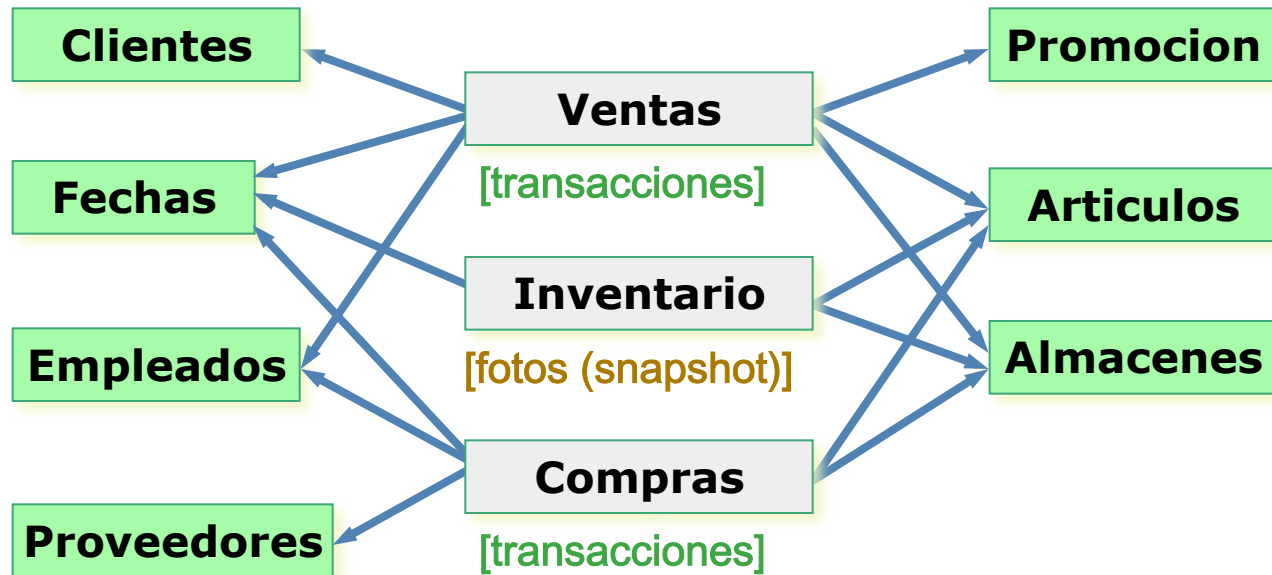 Clientes
Promocion
Ventas
[transacciones]
Fechas
Articulos
Inventario
[fotos (snapshot)]
Empleados
Almacenes
Compras
[transacciones]
Proveedores